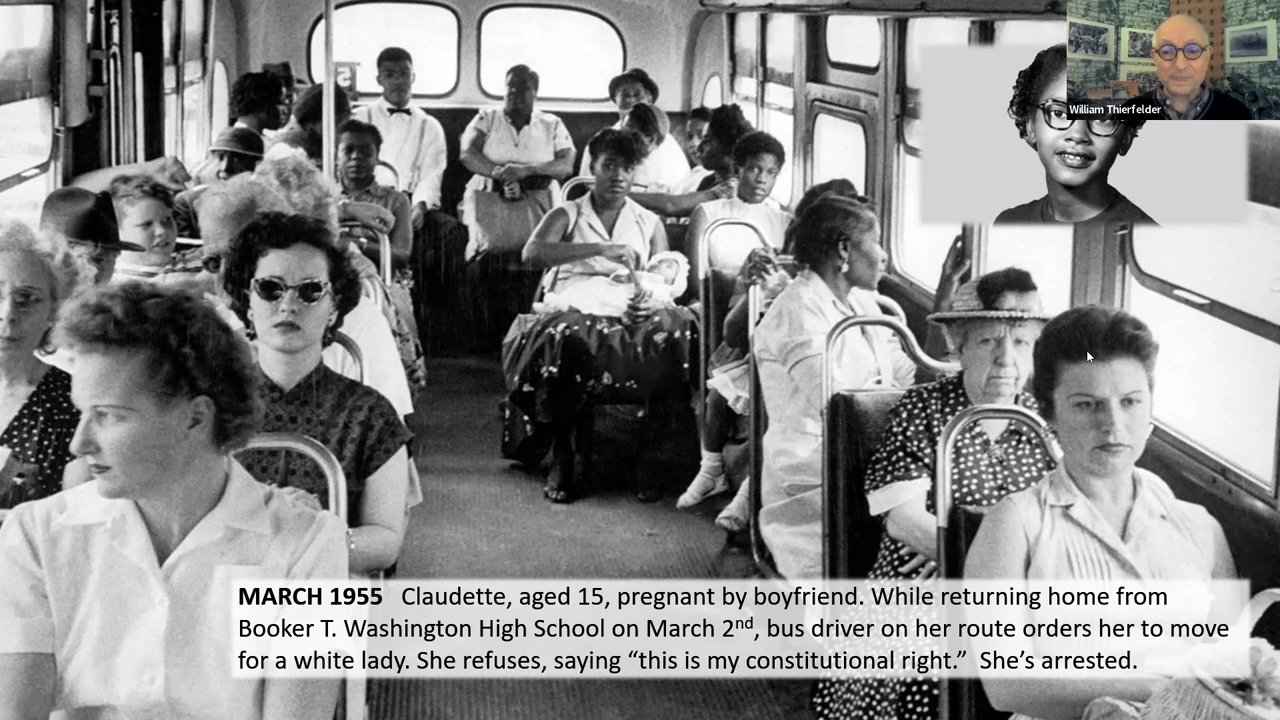 William Thierfelder
MARCH 1955 Claudette, aged 15, pregnant by boyfriend. While returning home from
Booker T. Washington High School on March 2nd, bus driver on her route orders her to move
for a white lady. She refuses, saying “this is my constitutional right.” She’s arrested.